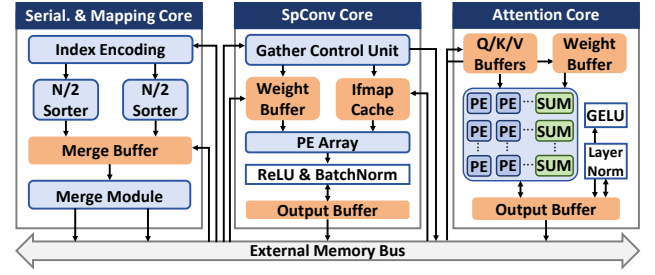 Serial. & Mapping Core
Index Encoding
N/2
Sorter
N/2
Sorter
Merge Buffer
Merge Module
SpConv Core
Gather Control Unit
Weight
Buffer
Ifmap
Cache
PE Array
ReLU & BatchNorm
Output Buffer
Attention Core
Q/K/V
Buffers
Weight
Buffer
PE PE ··· SUM
PE PE ··· SUM
PE PE ··· SUM
GELU
Layer
Norm
Output Buffer
External Memory Bus